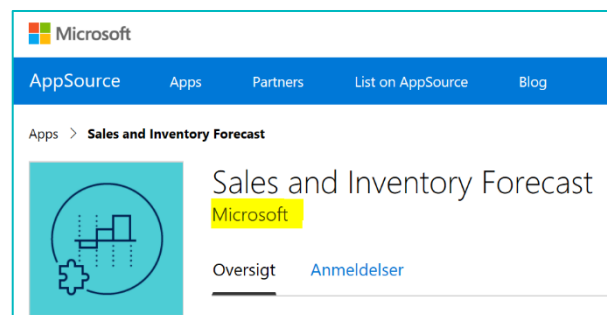 Microsoft
AppSource Apps Partners List on AppSource Blog
Apps > Sales and Inventory Forecast
Sales and Inventory Forecast
Microsoft
Oversigt Anmeldelser